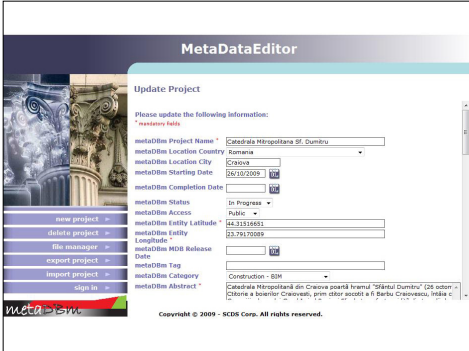 MetaDataEditor
Update Project
Please update the following information:
* mandatory fields
metaDBm Project Name * Catedrala Mitropolitana Sf. Dumitru
metaDBm Location Country Romania
metaDBm Location City Craiova
metaDBm Starting Date 26/10/2009
metaDBm Completion Date
metaDBm Status In Progress
metaDBm Access Public
metaDBm Entity Latitude * 44.31516651
metaDBm Entity
Longitude * 23.79170089
metaDBm MDB Release
Date
metaDBm Tag
metaDBm Category Construction - BIM
metaDBm Abstract * Catedrala Mitropolitană din Craiova poartă hramul "Sfântul Dumitru" (26 octom
Ctitorie a boierilor Craiovesti, prim ctitor socotit a fi Barbu Craiovescu, întâia c
new project
delete project
file manager
export project
import project
sign in
metaDBm
Copyright © 2009 - SCDS Corp. All rights reserved.